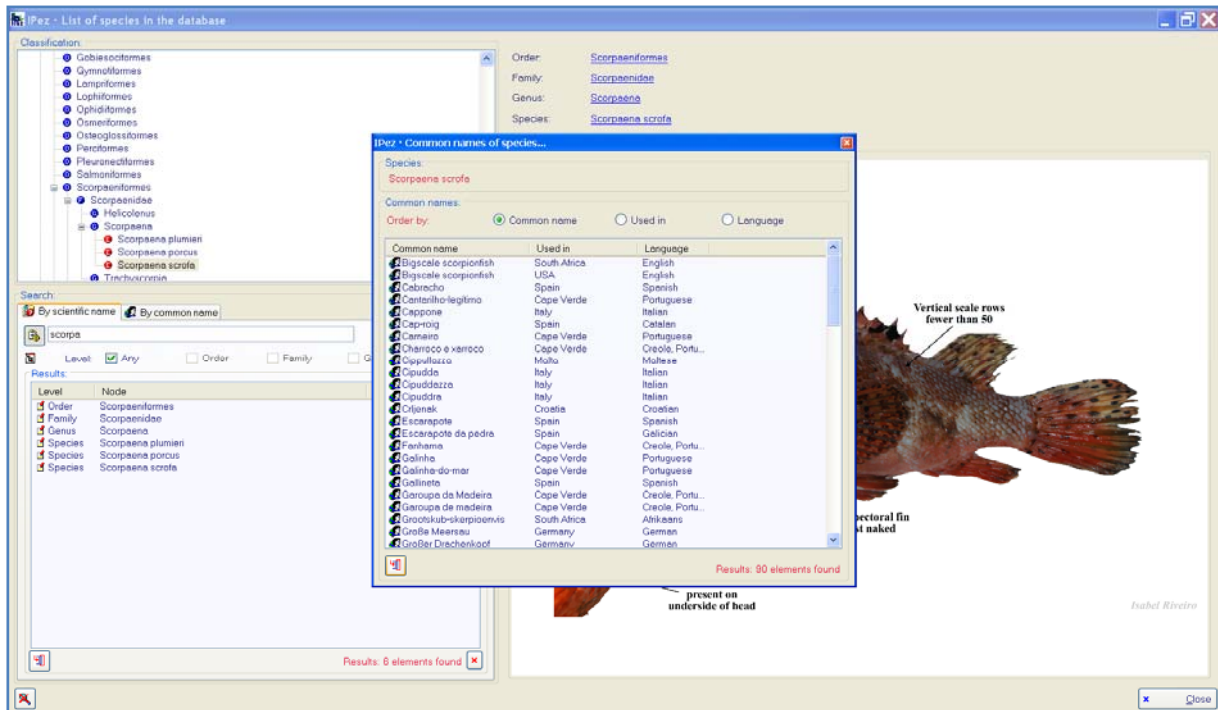 IPez - List of species in the database
Classification:
Gobiesociformes
Gymnotiformes
Lampriformes
Lophiiformes
Ophidiiformes
Osmeriformes
Osteoglossiformes
Perciformes
Pleuronectiformes
Salmoniformes
Scorpaeniformes
Scorpaenidae
Helicolenus
Scorpaena
Scorpaena plumieri
Scorpaena porcus
Scorpaena scrofa
Trachyscorpia
Order: Scorpaeniformes
Family: Scorpaenidae
Genus: Scorpaena
Species: Scorpaena scrofa
Search:
By scientific name By common name
scorpa
Level: Any Order Family G
Results:
Level Node
Order Scorpaeniformes
Family Scorpaenidae
Genus Scorpaena
Species Scorpaena plumieri
Species Scorpaena porcus
Species Scorpaena scrofa
Results: 6 elements found
IPez - Common names of species...
Species:
Scorpaena scrofa
Common names:
Order by: Common name Used in Language
Common name Used in Language
Bigscale scorpionfish South Africa English
Bigscale scorpionfish USA English
Cabracho Spain Spanish
Cantarilho-legítimo Cape Verde Portuguese
Cappone Italy Italian
Cap-roig Spain Catalan
Carneiro Cape Verde Portuguese
Charroco e xarroco Cape Verde Creole, Portu...
Cippullazza Malta Maltese
Cipudda Italy Italian
Cipuddazza Italy Italian
Cipuddra Italy Italian
Crljenak Croatia Croatian
Escarapote Spain Spanish
Escarapote da pedra Spain Galician
Fanhama Cape Verde Creole, Portu...
Galinha Cape Verde Portuguese
Galinha-do-mar Cape Verde Portuguese
Gallineta Spain Spanish
Garoupa da Madeira Cape Verde Creole, Portu...
Garoupa de madeira Cape Verde Creole, Portu...
Grootskub-skerpioenvis South Africa Afrikaans
Große Meersau Germany German
Großer Drachenkopf Germany German
Results: 90 elements found
Vertical scale rows
fewer than 50
pectoral fin
st naked
present on
underside of head
Isabel Riveiro
Close